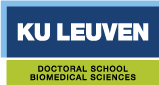 KU LEUVEN
DOCTORAL SCHOOL
BIOMEDICAL SCIENCES